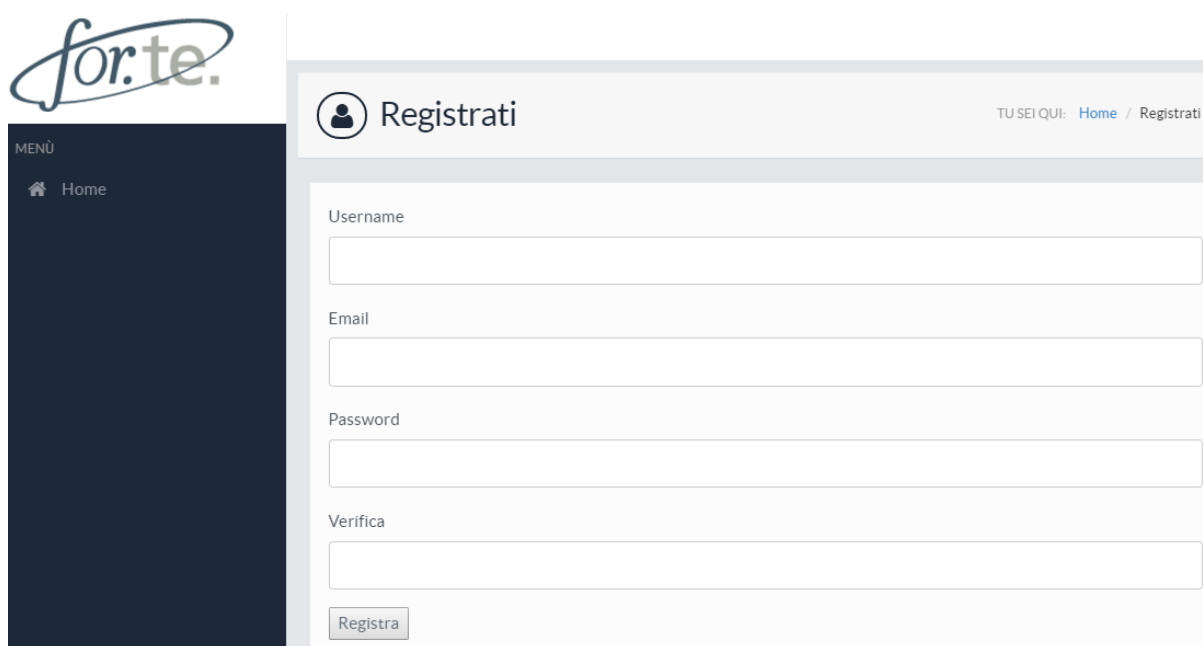 for.te.
MENÙ
Home
Registrati
TU SEI QUI: Home / Registrati
Username
Email
Password
Verifica
Registra